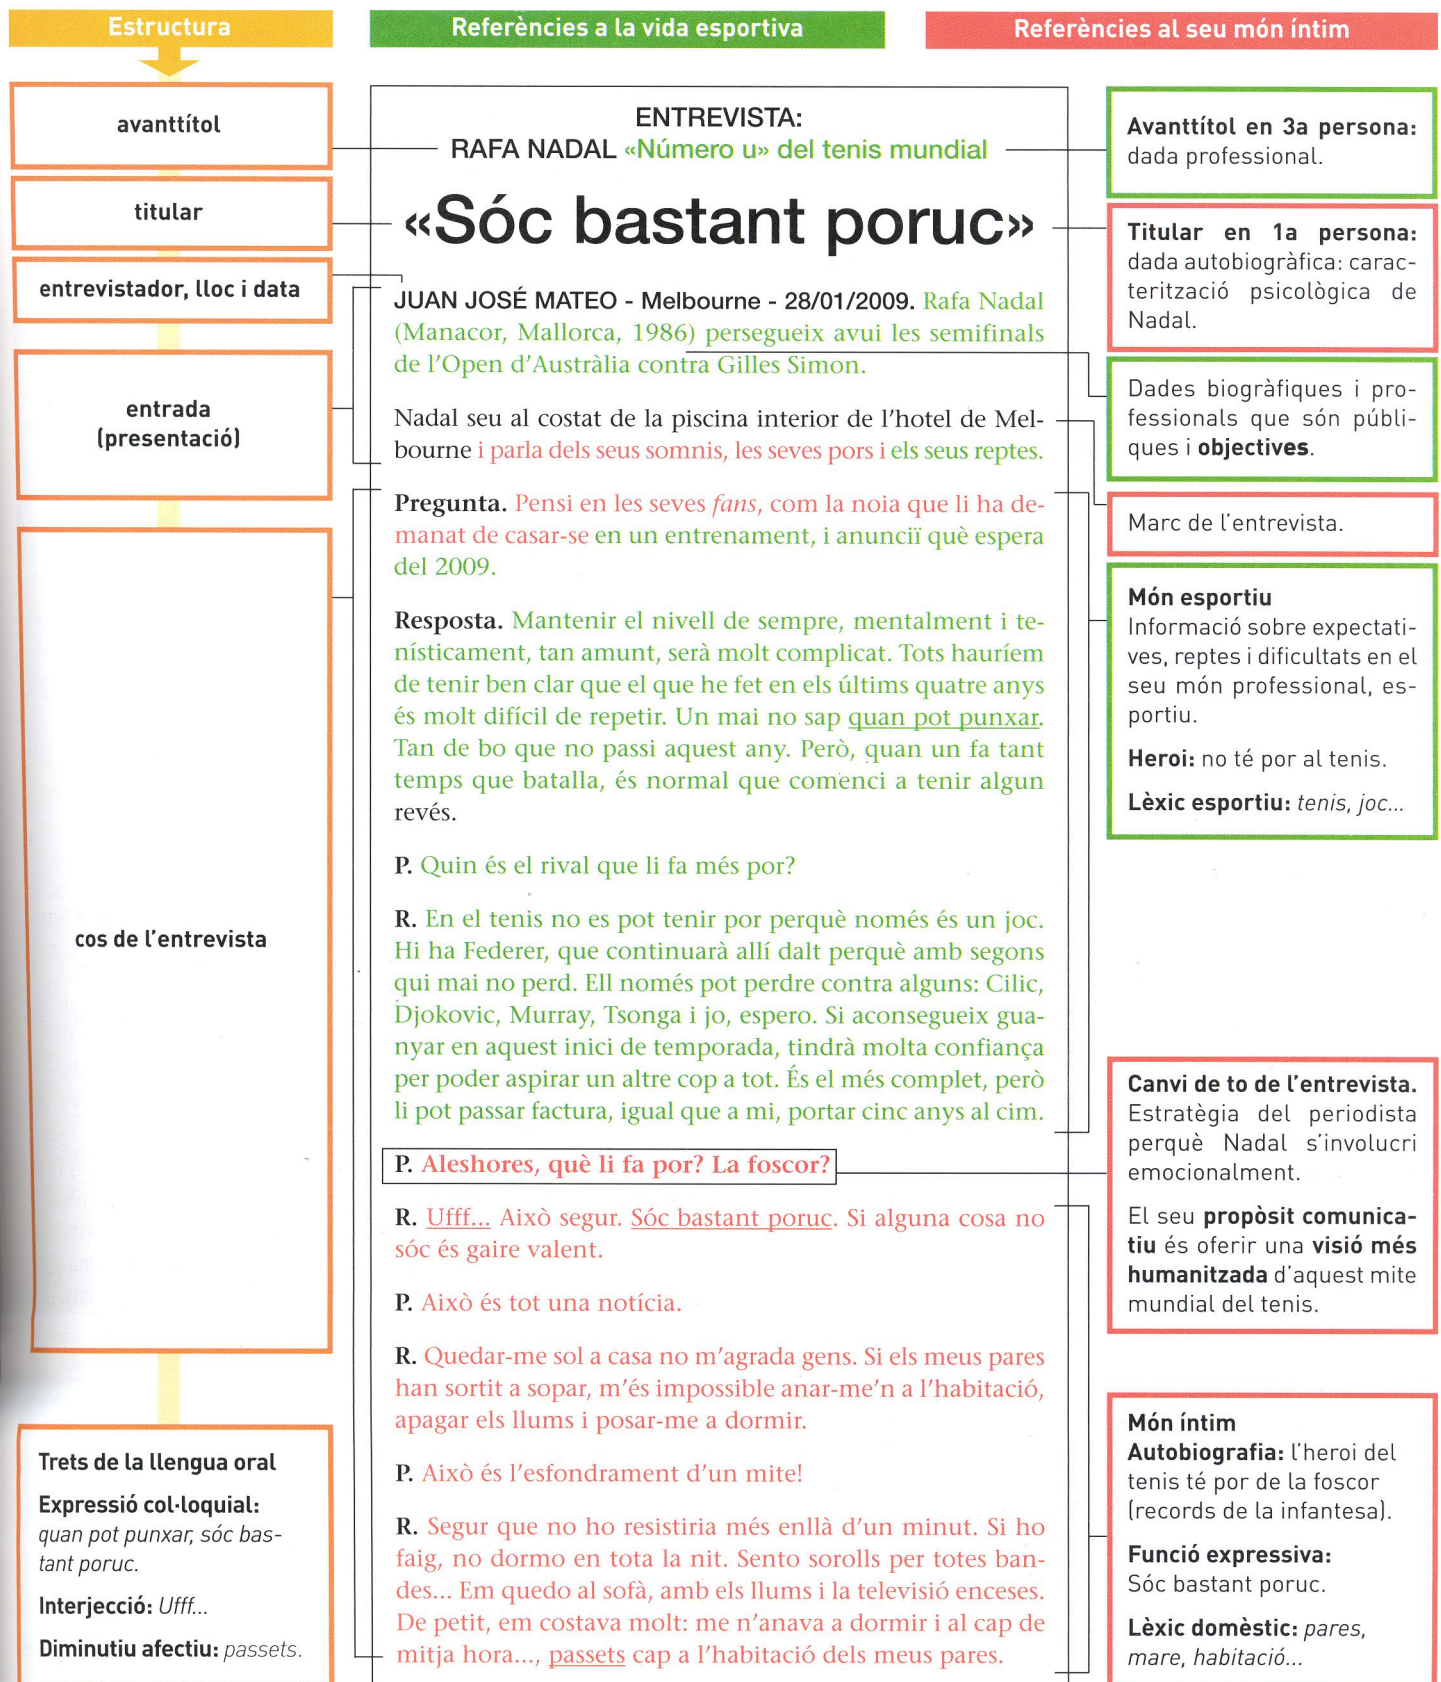 Estructura
Referències a la vida esportiva
Referències al seu món íntim
avanttítol
titular
entrevistador, lloc i data
entrada
(presentació)
cos de l'entrevista
Trets de la llengua oral
Expressió col·loquial:
quan pot punxar, sóc bas-
tant poruc.
Interjecció: Ufff...
Diminutiu afectiu: passets.
ENTREVISTA:
RAFA NADAL «Número u» del tenis mundial
«Sóc bastant poruc»
JUAN JOSÉ MATEO - Melbourne - 28/01/2009. Rafa Nadal
(Manacor, Mallorca, 1986) persegueix avui les semifinals
de l'Open d'Austràlia contra Gilles Simon.
Nadal seu al costat de la piscina interior de l'hotel de Mel-
bourne i parla dels seus somnis, les seves pors i els seus reptes.
Pregunta. Pensi en les seves fans, com la noia que li ha de-
manat de casar-se en un entrenament, i anunciï què espera
del 2009.
Resposta. Mantenir el nivell de sempre, mentalment i te-
nísticament, tan amunt, serà molt complicat. Tots hauríem
de tenir ben clar que el que he fet en els últims quatre anys
és molt difícil de repetir. Un mai no sap quan pot punxar.
Tan de bo que no passi aquest any. Però, quan un fa tant
temps que batalla, és normal que comenci a tenir algun
revés.
P. Quin és el rival que li fa més por?
R. En el tenis no es pot tenir por perquè només és un joc.
Hi ha Federer, que continuarà allí dalt perquè amb segons
qui mai no perd. Ell només pot perdre contra alguns: Cilic,
Djokovic, Murray, Tsonga i jo, espero. Si aconsegueix gua-
nyar en aquest inici de temporada, tindrà molta confiança
per poder aspirar un altre cop a tot. És el més complet, però
li pot passar factura, igual que a mi, portar cinc anys al cim.
P. Aleshores, què li fa por? La foscor?
R. Ufff... Això segur. Sóc bastant poruc. Si alguna cosa no
sóc és gaire valent.
P. Això és tot una notícia.
R. Quedar-me sol a casa no m'agrada gens. Si els meus pares
han sortit a sopar, m'és impossible anar-me'n a l'habitació,
apagar els llums i posar-me a dormir.
P. Això és l'esfondrament d'un mite!
R. Segur que no ho resistiria més enllà d'un minut. Si ho
faig, no dormo en tota la nit. Sento sorolls per totes ban-
des... Em quedo al sofà, amb els llums i la televisió enceses.
De petit, em costava molt: me n'anava a dormir i al cap de
mitja hora..., passets cap a l'habitació dels meus pares.
Avanttítol en 3a persona:
dada professional.
Titular en 1a persona:
dada autobiogràfica: carac-
terització psicològica de
Nadal.
Dades biogràfiques i pro-
fessionals que són públi-
ques i objectives.
Marc de l'entrevista.
Món esportiu
Informació sobre expectati-
ves, reptes i dificultats en el
seu món professional, es-
portiu.
Heroi: no té por al tenis.
Lèxic esportiu: tenis, joc...
Canvi de to de l'entrevista.
Estratègia del periodista
perquè Nadal s'involucri
emocionalment.
El seu propòsit comunica-
tiu és oferir una visió més
humanitzada d'aquest mite
mundial del tenis.
Món íntim
Autobiografia: l'heroi del
tenis té por de la foscor
(records de la infantesa).
Funció expressiva:
Sóc bastant poruc.
Lèxic domèstic: pares,
mare, habitació...